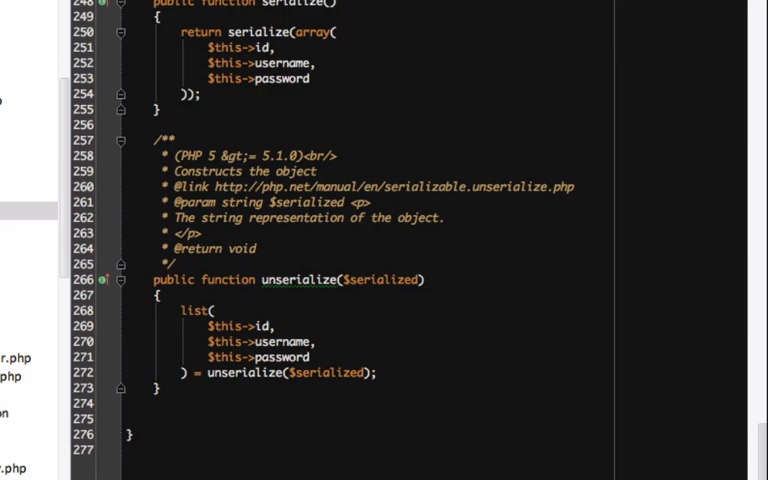 248 public function serialize()
249 {
250 return serialize(array(
251 $this->id,
252 $this->username,
253 $this->password
254 ));
255 }
256
257 /**
258 * (PHP 5 &gt;= 5.1.0)<br/>
259 * Constructs the object
260 * @link http://php.net/manual/en/serializable.unserialize.php
261 * @param string $serialized <p>
262 * The string representation of the object.
263 * </p>
264 * @return void
265 */
266 public function unserialize($serialized)
267 {
268 list(
269 $this->id,
270 $this->username,
r.php 271 $this->password
.php 272 ) = unserialize($serialized);
273 }
274
on
275
276 }
277
.php